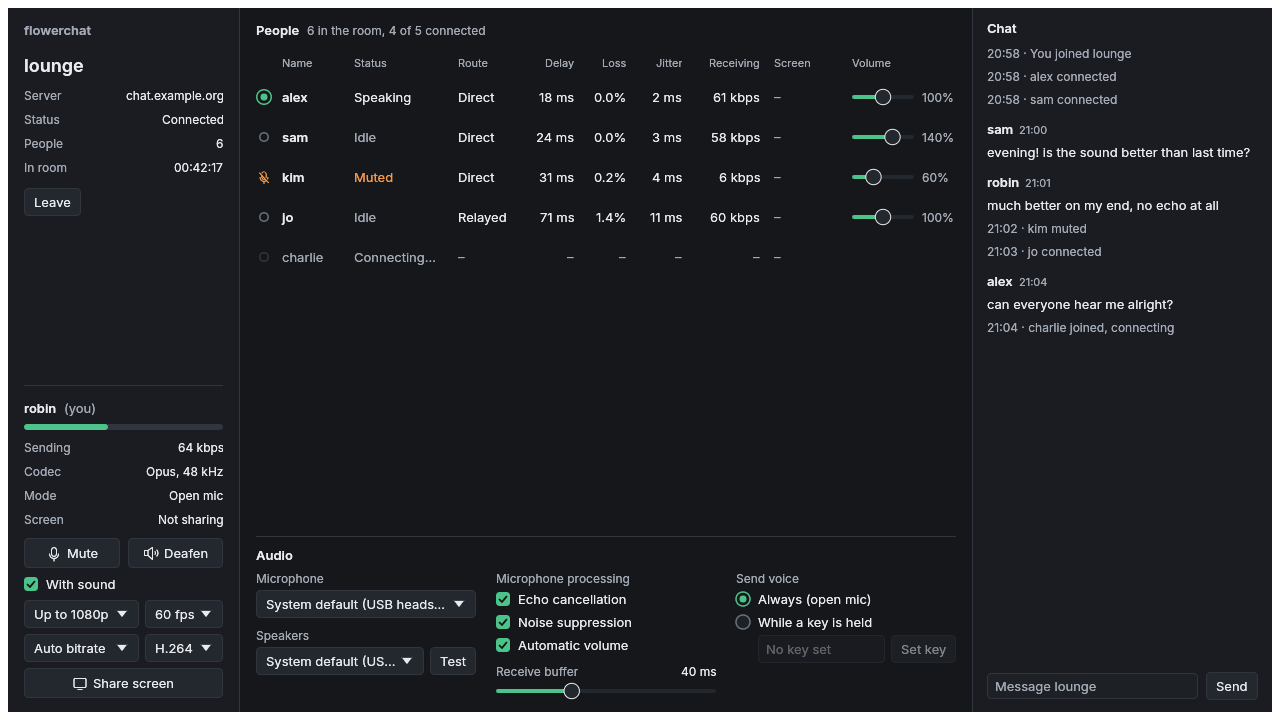 flowerchat
lounge
Server chat.example.org
Status Connected
People 6
In room 00:42:17
Leave
robin (you)
Sending 64 kbps
Codec Opus, 48 kHz
Mode Open mic
Screen Not sharing
Mute Deafen
With sound
Up to 1080p 60 fps
Auto bitrate H.264
Share screen
People 6 in the room, 4 of 5 connected
Name Status Route Delay Loss Jitter Receiving Screen Volume
alex Speaking Direct 18 ms 0.0% 2 ms 61 kbps – 100%
sam Idle Direct 24 ms 0.0% 3 ms 58 kbps – 140%
kim Muted Direct 31 ms 0.2% 4 ms 6 kbps – 60%
jo Idle Relayed 71 ms 1.4% 11 ms 60 kbps – 100%
charlie Connecting... – – – – – –
Audio
Microphone
System default (USB heads...
Speakers
System default (US... Test
Microphone processing
Echo cancellation
Noise suppression
Automatic volume
Receive buffer 40 ms
Send voice
Always (open mic)
While a key is held
No key set Set key
Chat
20:58 · You joined lounge
20:58 · alex connected
20:58 · sam connected
sam 21:00
evening! is the sound better than last time?
robin 21:01
much better on my end, no echo at all
21:02 · kim muted
21:03 · jo connected
alex 21:04
can everyone hear me alright?
21:04 · charlie joined, connecting
Message lounge Send